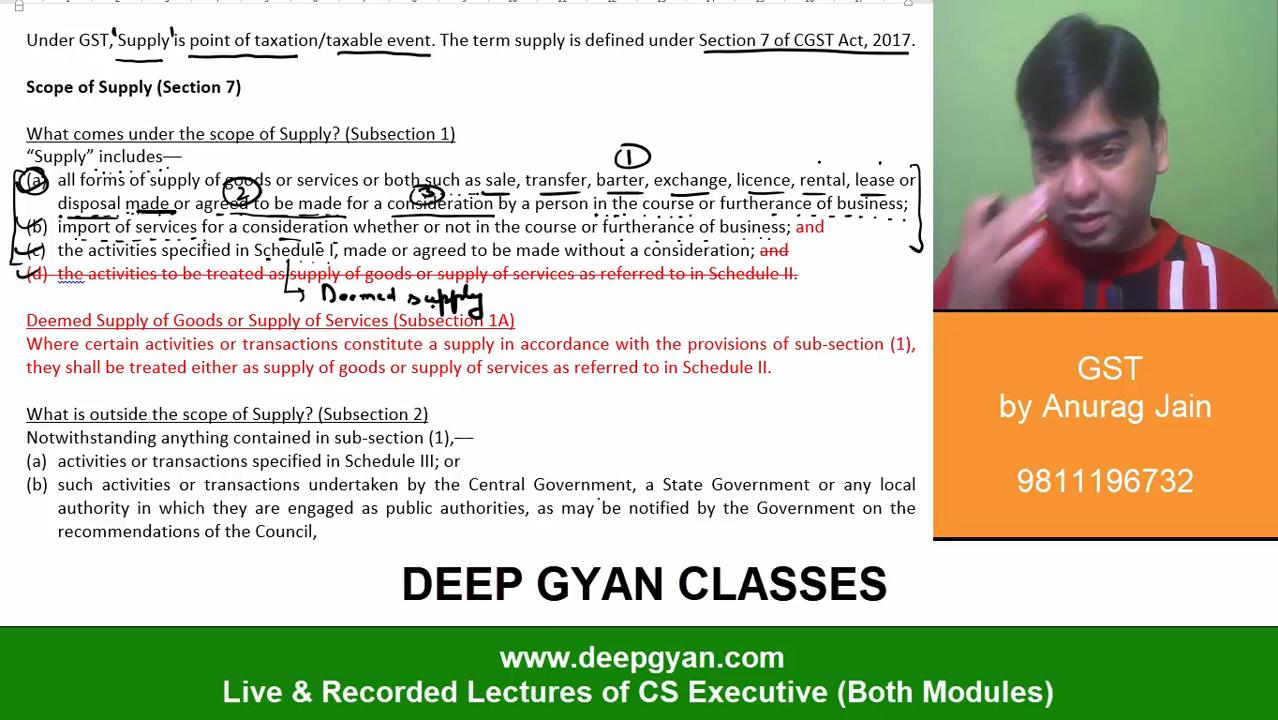 Under GST, 'Supply' is point of taxation/taxable event. The term supply is defined under Section 7 of CGST Act, 2017.
Scope of Supply (Section 7)
What comes under the scope of Supply? (Subsection 1)
“Supply” includes––
①
(a) all forms of supply of goods or services or both such as sale, transfer, barter, exchange, licence, rental, lease or
② ③
disposal made or agreed to be made for a consideration by a person in the course or furtherance of business;
(b) import of services for a consideration whether or not in the course or furtherance of business; and
(c) the activities specified in Schedule I, made or agreed to be made without a consideration; and
(d) the activities to be treated as supply of goods or supply of services as referred to in Schedule II.
Deemed supply
Deemed Supply of Goods or Supply of Services (Subsection 1A)
Where certain activities or transactions constitute a supply in accordance with the provisions of sub-section (1),
they shall be treated either as supply of goods or supply of services as referred to in Schedule II.
What is outside the scope of Supply? (Subsection 2)
Notwithstanding anything contained in sub-section (1),––
(a) activities or transactions specified in Schedule III; or
(b) such activities or transactions undertaken by the Central Government, a State Government or any local
authority in which they are engaged as public authorities, as may be notified by the Government on the
recommendations of the Council,
GST
by Anurag Jain
9811196732
DEEP GYAN CLASSES
www.deepgyan.com
Live & Recorded Lectures of CS Executive (Both Modules)